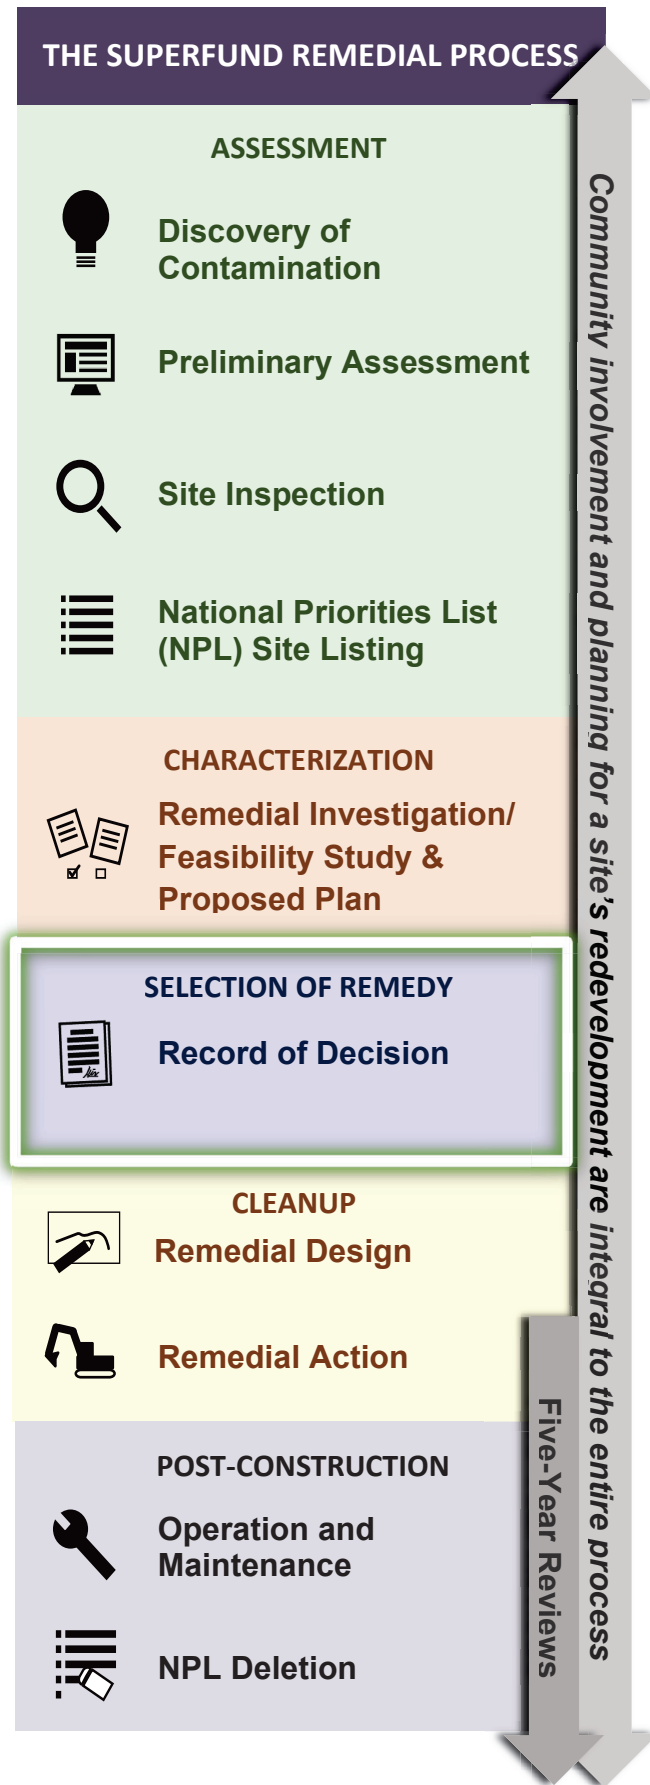 THE SUPERFUND REMEDIAL PROCESS
ASSESSMENT
Discovery of
Contamination
Preliminary Assessment
Site Inspection
National Priorities List
(NPL) Site Listing
CHARACTERIZATION
Remedial Investigation/
Feasibility Study &
Proposed Plan
SELECTION OF REMEDY
Record of Decision
CLEANUP
Remedial Design
Remedial Action
POST-CONSTRUCTION
Operation and
Maintenance
NPL Deletion
Five-Year Reviews
Community involvement and planning for a site's redevelopment are integral to the entire process